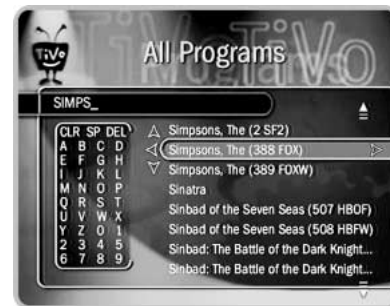 TiVo
All Programs
SIMPS_
CLR SP DEL
A B C D
E F G H
I J K L
M N O P
Q R S T
U V W X
Y Z 0 1
2 3 4 5
6 7 8 9
Simpsons, The (2 SF2)
Simpsons, The (388 FOX)
Simpsons, The (389 FOXW)
Sinatra
Sinbad of the Seven Seas (507 HBOF)
Sinbad of the Seven Seas (508 HBFW)
Sinbad: The Battle of the Dark Knight...
Sinbad: The Battle of the Dark Knight...